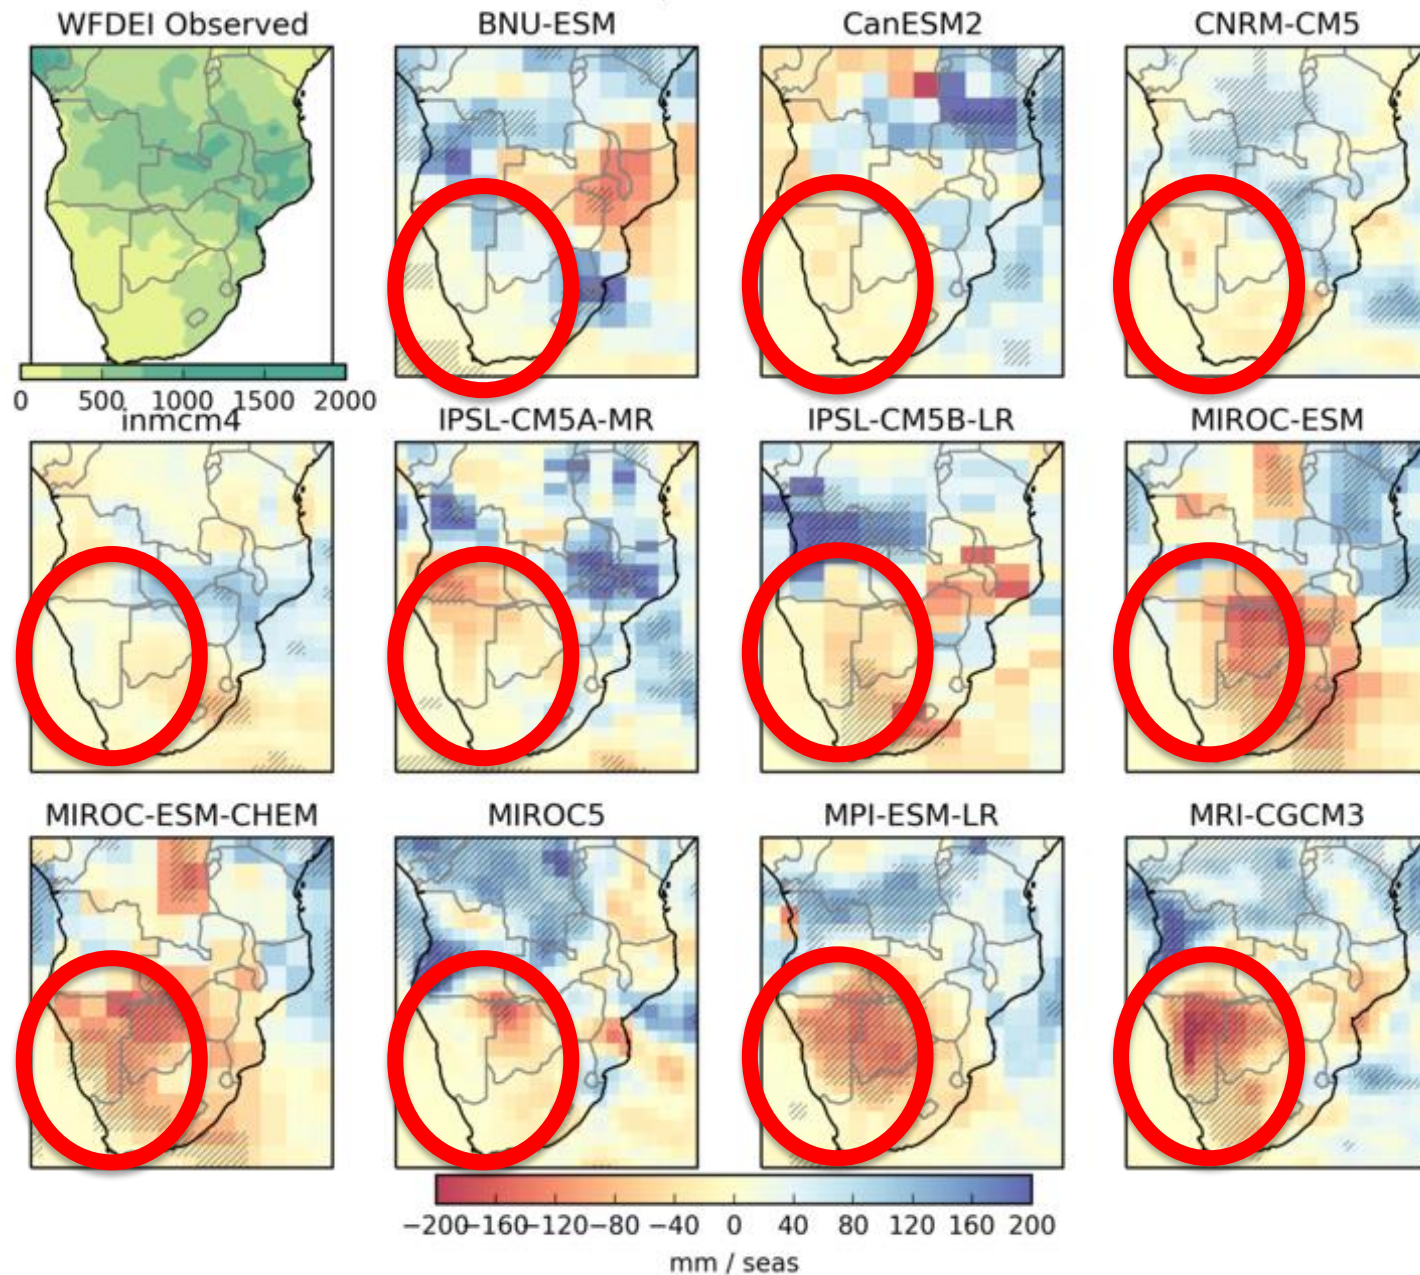 WFDEI Observed
BNU-ESM
CanESM2
CNRM-CM5
0 500 1000 1500 2000
inmcm4
IPSL-CM5A-MR
IPSL-CM5B-LR
MIROC-ESM
MIROC-ESM-CHEM
MIROC5
MPI-ESM-LR
MRI-CGCM3
−200−160−120−80 −40 0 40 80 120 160 200
mm / seas